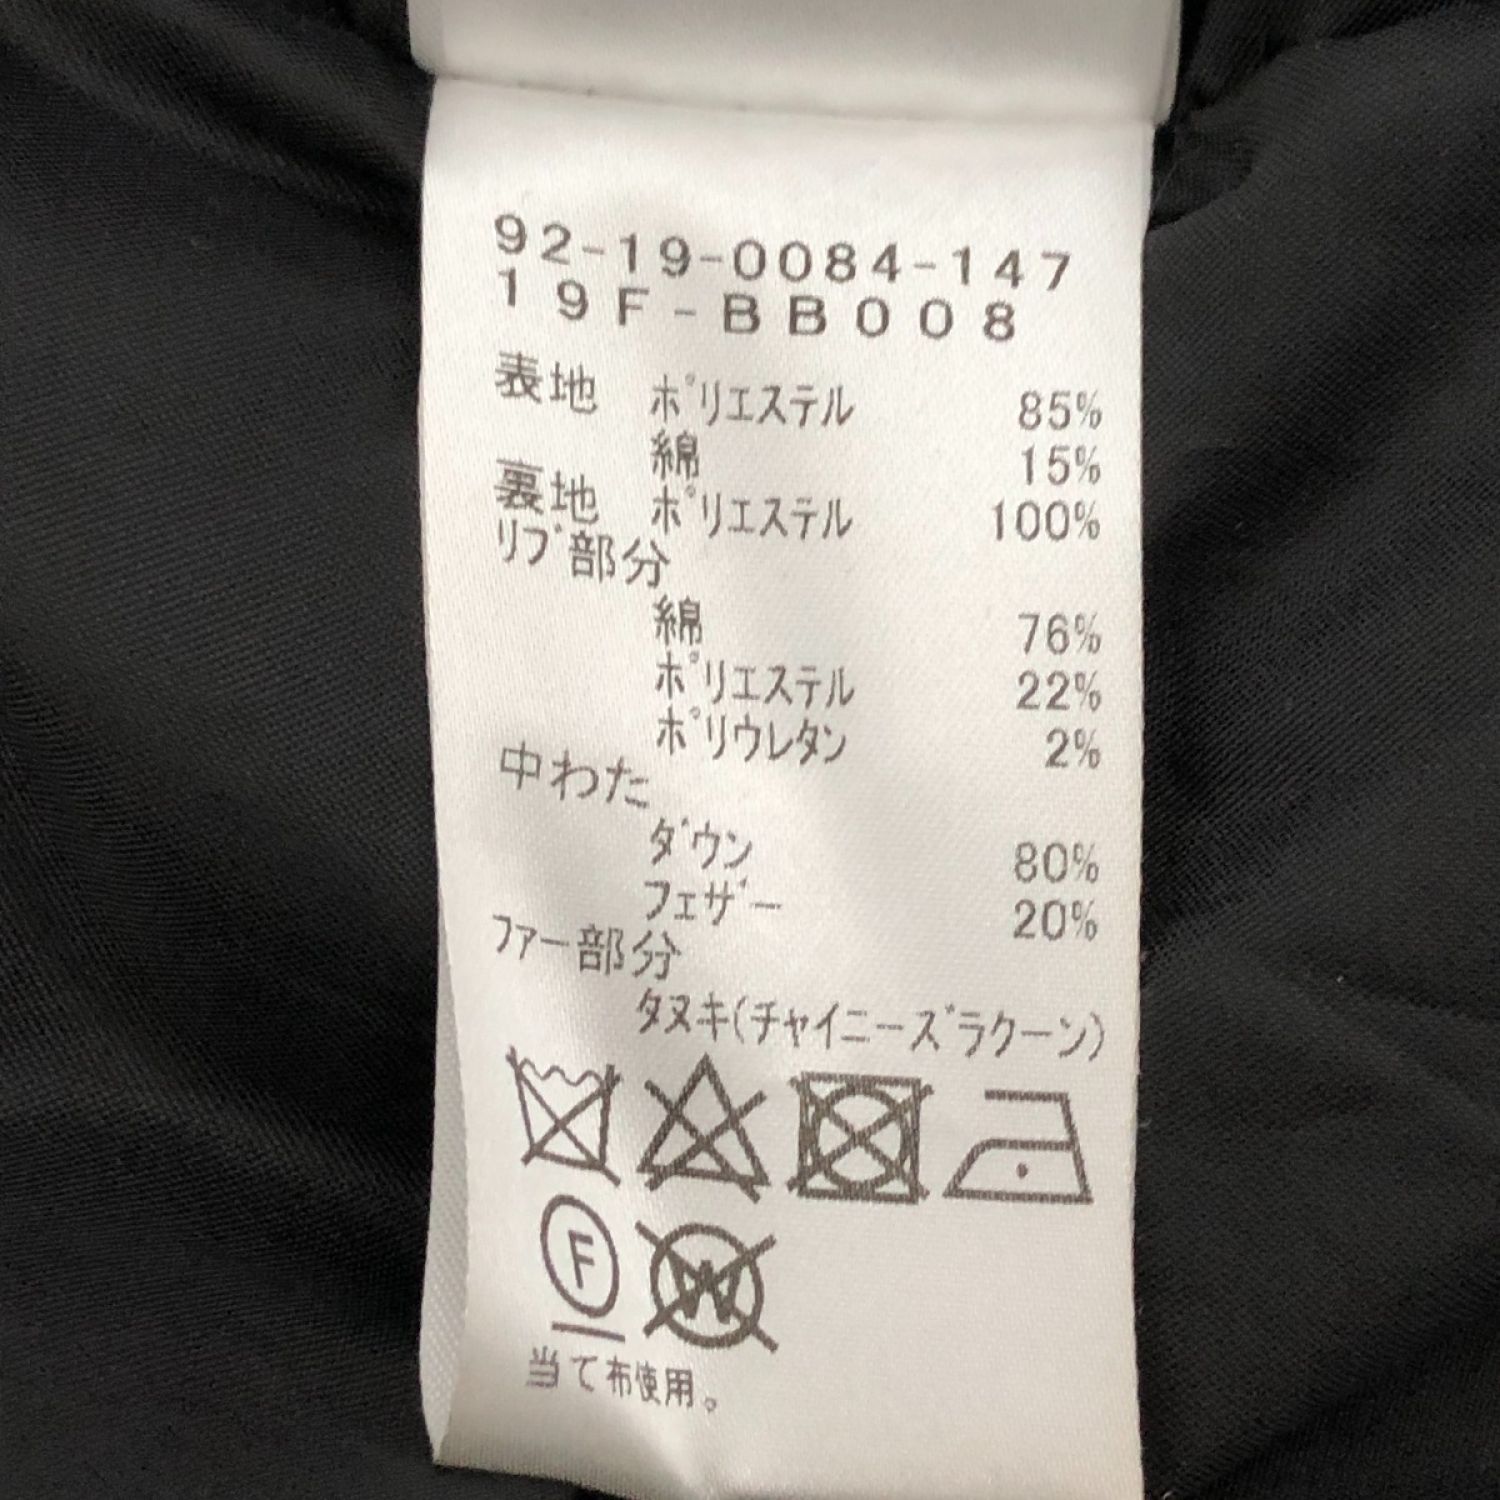 92-19-0084-147
19F-BB008
表地 ポリエステル 85%
綿 15%
裏地 ポリエステル 100%
リブ部分
綿 76%
ポリエステル 22%
ポリウレタン 2%
中わた
ダウン 80%
フェザー 20%
ファー部分
タヌキ(チャイニーズラクーン)
F W
当て布使用。